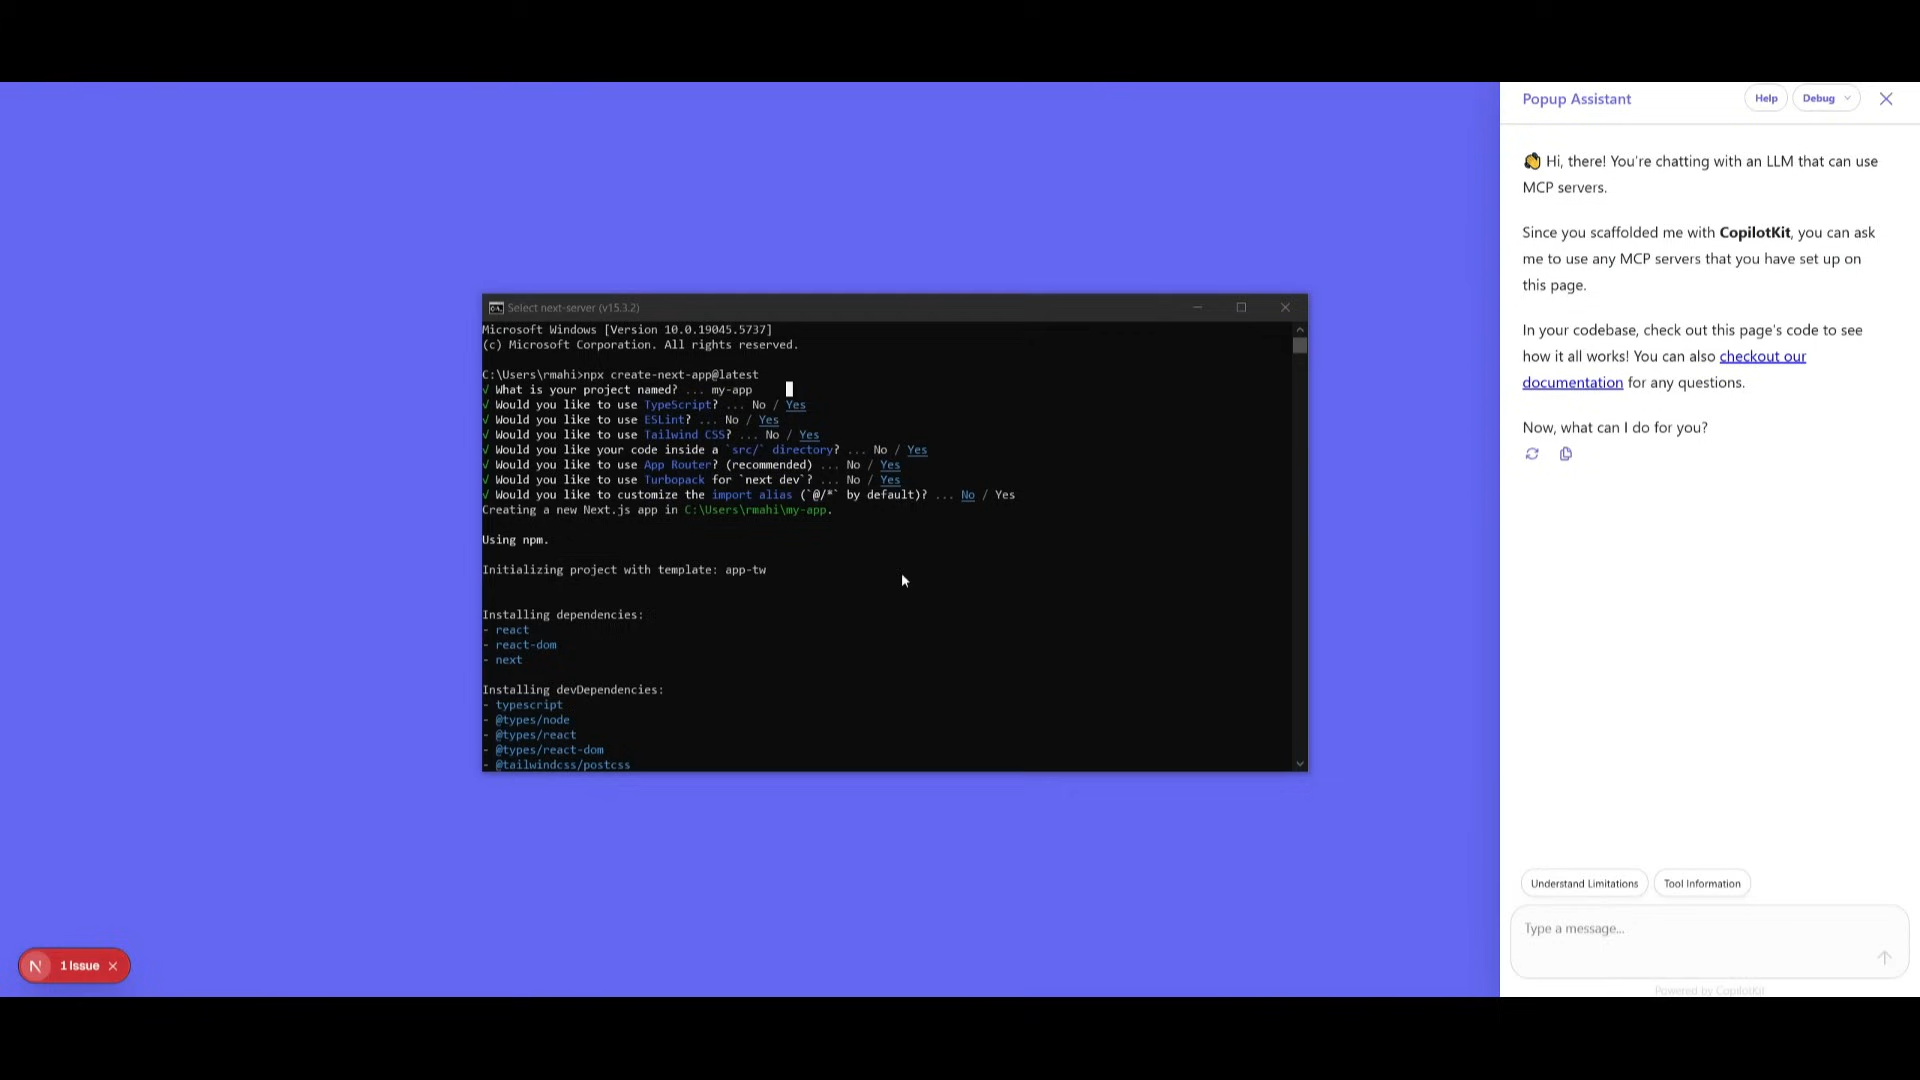 Select next-server (v15.3.2)
Microsoft Windows [Version 10.0.19045.5737]
(c) Microsoft Corporation. All rights reserved.
C:\Users\rmahi>npx create-next-app@latest
√ What is your project named? ... my-app
√ Would you like to use TypeScript? ... No / Yes
√ Would you like to use ESLint? ... No / Yes
√ Would you like to use Tailwind CSS? ... No / Yes
√ Would you like your code inside a `src/` directory? ... No / Yes
√ Would you like to use App Router? (recommended) ... No / Yes
√ Would you like to use Turbopack for `next dev`? ... No / Yes
√ Would you like to customize the import alias (`@/*` by default)? ... No / Yes
Creating a new Next.js app in C:\Users\rmahi\my-app.
Using npm.
Initializing project with template: app-tw
Installing dependencies:
- react
- react-dom
- next
Installing devDependencies:
- typescript
- @types/node
- @types/react
- @types/react-dom
- @tailwindcss/postcss
N
1 Issue
Popup Assistant
Help
Debug
👋 Hi, there! You're chatting with an LLM that can use
MCP servers.
Since you scaffolded me with CopilotKit, you can ask
me to use any MCP servers that you have set up on
this page.
In your codebase, check out this page's code to see
how it all works! You can also checkout our
documentation for any questions.
Now, what can I do for you?
Understand Limitations
Tool Information
Type a message...
Powered by CopilotKit